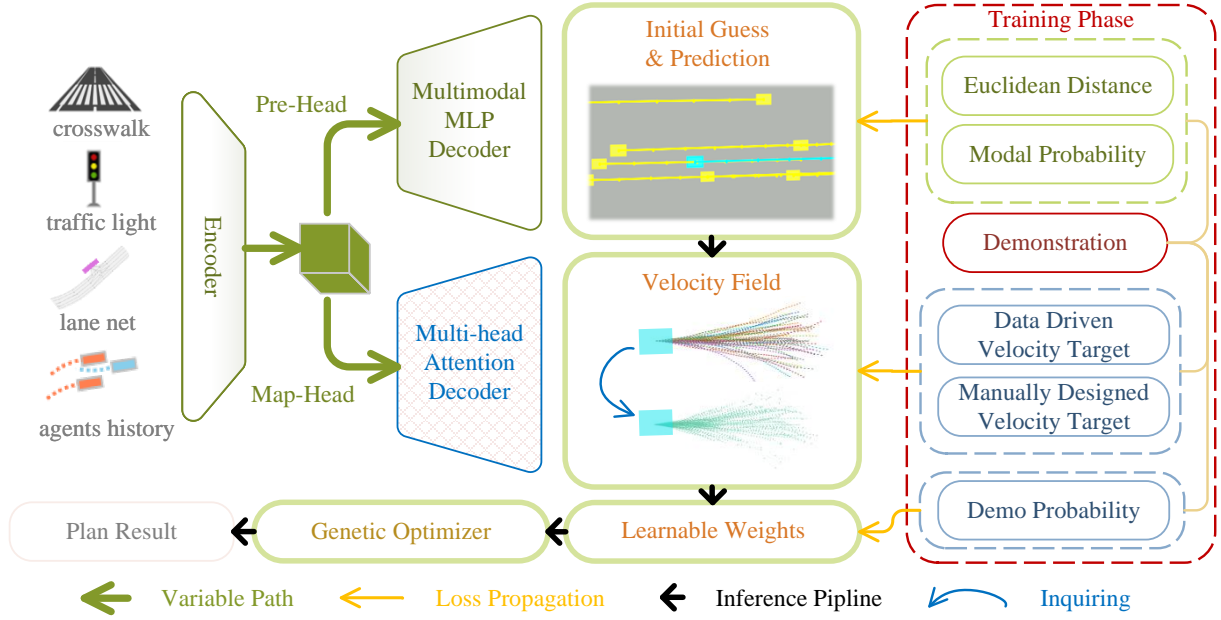 crosswalk
traffic light
lane net
agents history
Encoder
Pre-Head
Map-Head
Multimodal
MLP
Decoder
Multi-head
Attention
Decoder
Initial Guess
& Prediction
Velocity Field
Learnable Weights
Genetic Optimizer
Plan Result
Training Phase
Euclidean Distance
Modal Probability
Demonstration
Data Driven
Velocity Target
Manually Designed
Velocity Target
Demo Probability
Variable Path
Loss Propagation
Inference Pipline
Inquiring